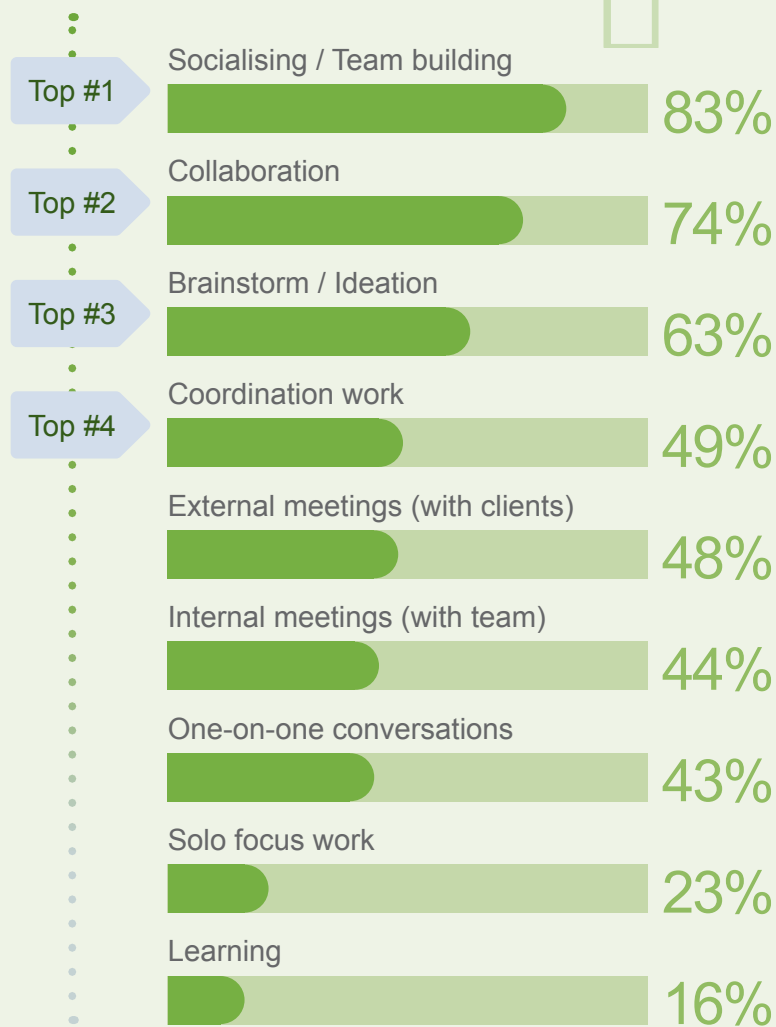 Socialising / Team building
Top #1
83%
Collaboration
Top #2
74%
Brainstorm / Ideation
Top #3
63%
Coordination work
Top #4
49%
External meetings (with clients)
48%
Internal meetings (with team)
44%
One-on-one conversations
43%
Solo focus work
23%
Learning
16%